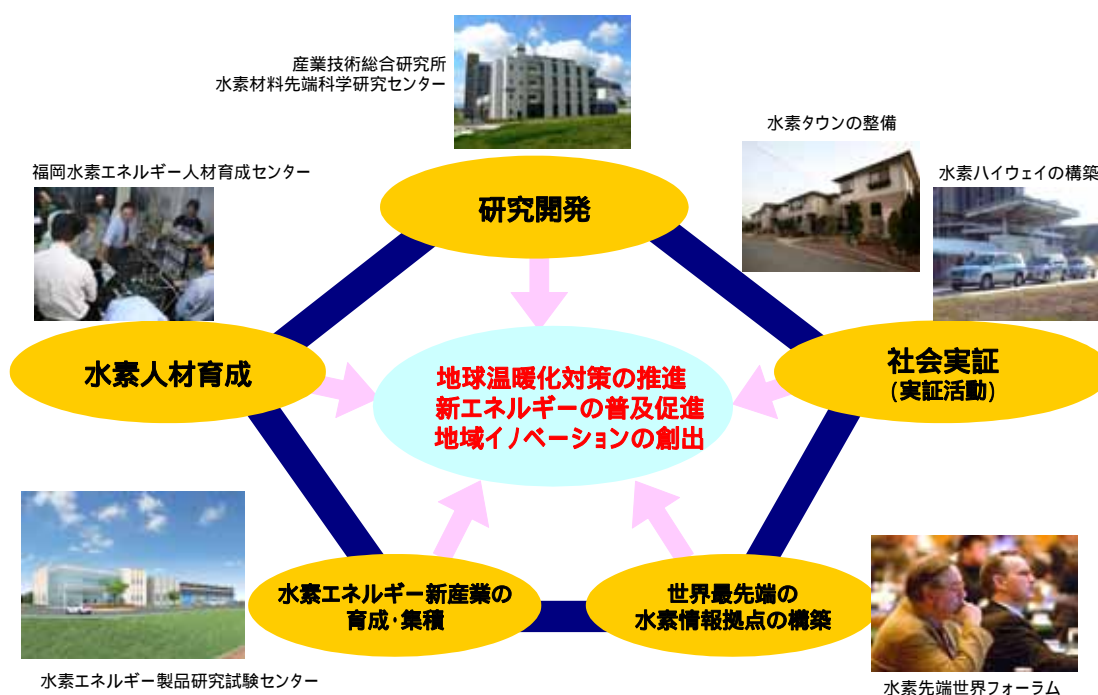 産業技術総合研究所
水素材料先端科学研究センター
水素タウンの整備
福岡水素エネルギー人材育成センター
水素ハイウェイの構築
研究開発
水素人材育成
社会実証
(実証活動)
地球温暖化対策の推進
新エネルギーの普及促進
地域イノベーションの創出
水素エネルギー新産業の
育成・集積
世界最先端の
水素情報拠点の構築
水素エネルギー製品研究試験センター
水素先端世界フォーラム